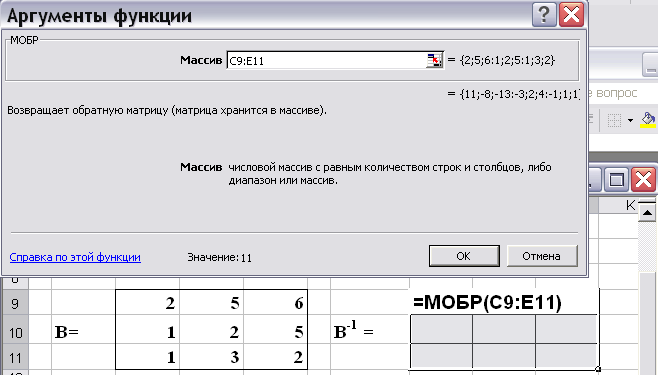 Аргументы функции
МОБР
Массив C9:E11 = {2;5;6:1;2;5:1;3;2}
= {11;-8;-13:-3;2;4:-1;1;1}
Возвращает обратную матрицу (матрица хранится в массиве).
вопрос
Массив числовой массив с равным количеством строк и столбцов, либо
диапазон или массив.
K
Справка по этой функции Значение:11 OK Отмена
9 2 5 6 =МОБР(C9:E11)
10 B= 1 2 5 B-1 =
11 1 3 2